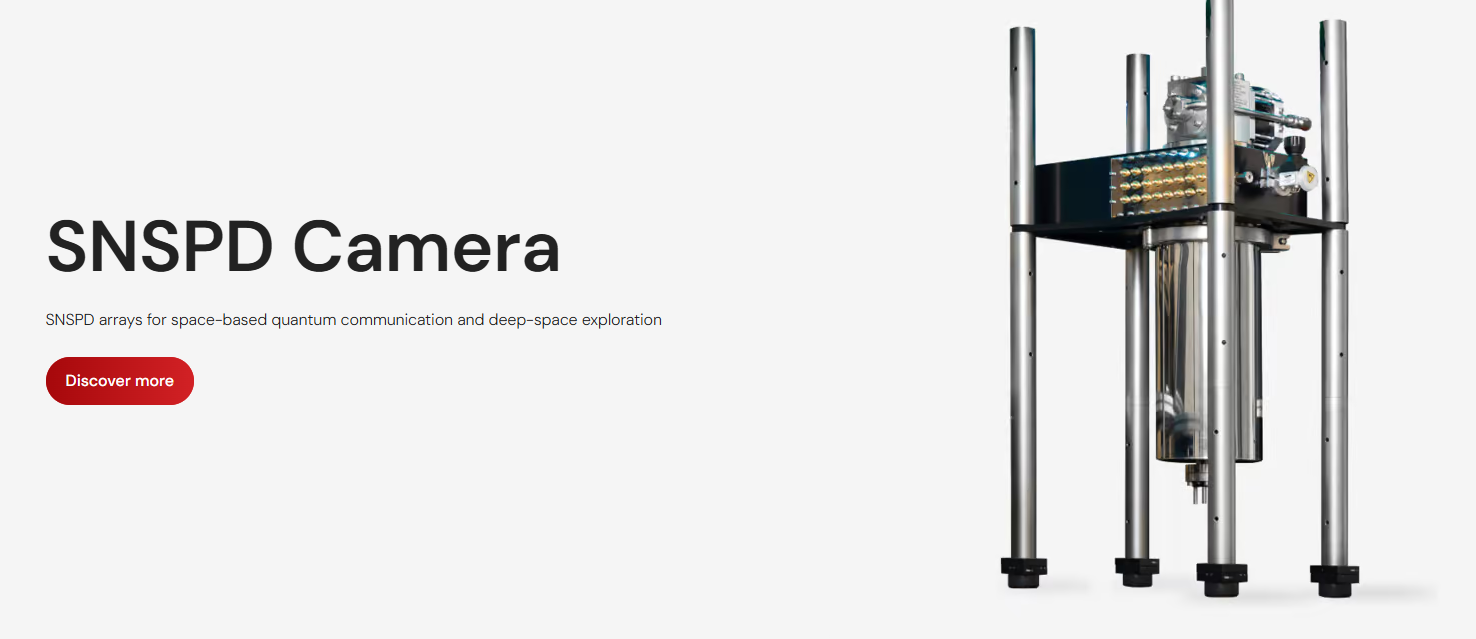 SNSPD Camera
SNSPD arrays for space-based quantum communication and deep-space exploration
Discover more